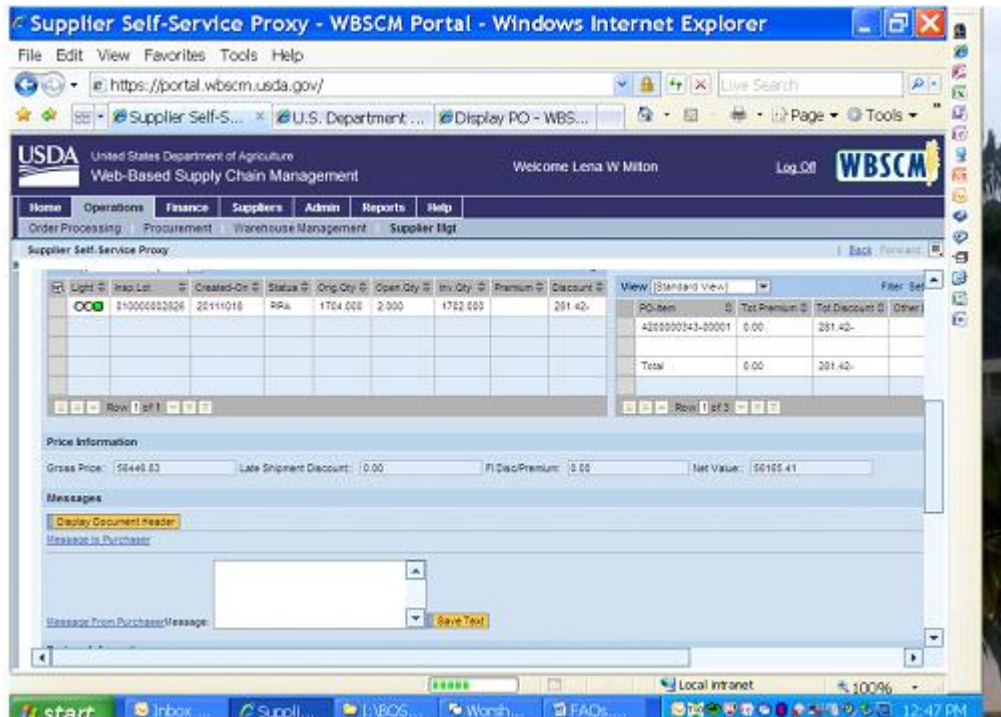 Supplier Self-Service Proxy - WBSCM Portal - Windows Internet Explorer
File Edit View Favorites Tools Help
https://portal.wbscm.usda.gov/
Live Search
Supplier Self-S... × U.S. Department ... Display PO - WBS...
Page Tools
USDA United States Department of Agriculture
Web-Based Supply Chain Management
Welcome Lena W Milton
Log Off
WBSCM
Home Operations Finance Suppliers Admin Reports Help
Order Processing Procurement Warehouse Management Supplier Mgt
Supplier Self-Service Proxy
Back Forward
Light Insp.Lot Created-On Status Orig.Qty Open.Qty Inv.Qty Premium Discount
20111018 1704.000 2.000 1702.000 281.42-
Row 1 of 1
View [Standard View] Filter
PO-Item Tot.Premium Tot.Discount Other
4200000343-00001 0.00 281.42-
Total 0.00 281.42-
Row 1 of 3
Price Information
Gross Price: 56446.83 Late Shipment Discount: 0.00 FI Disc/Premium: 0.00 Net Value: 56165.41
Messages
Display Document Header
Message to Purchaser
Message From Purchaser Message:
Save Text
Local intranet 100%
start Inbox ... Suppli... I:\BOS... Worsh... FAQs... 12:47 PM